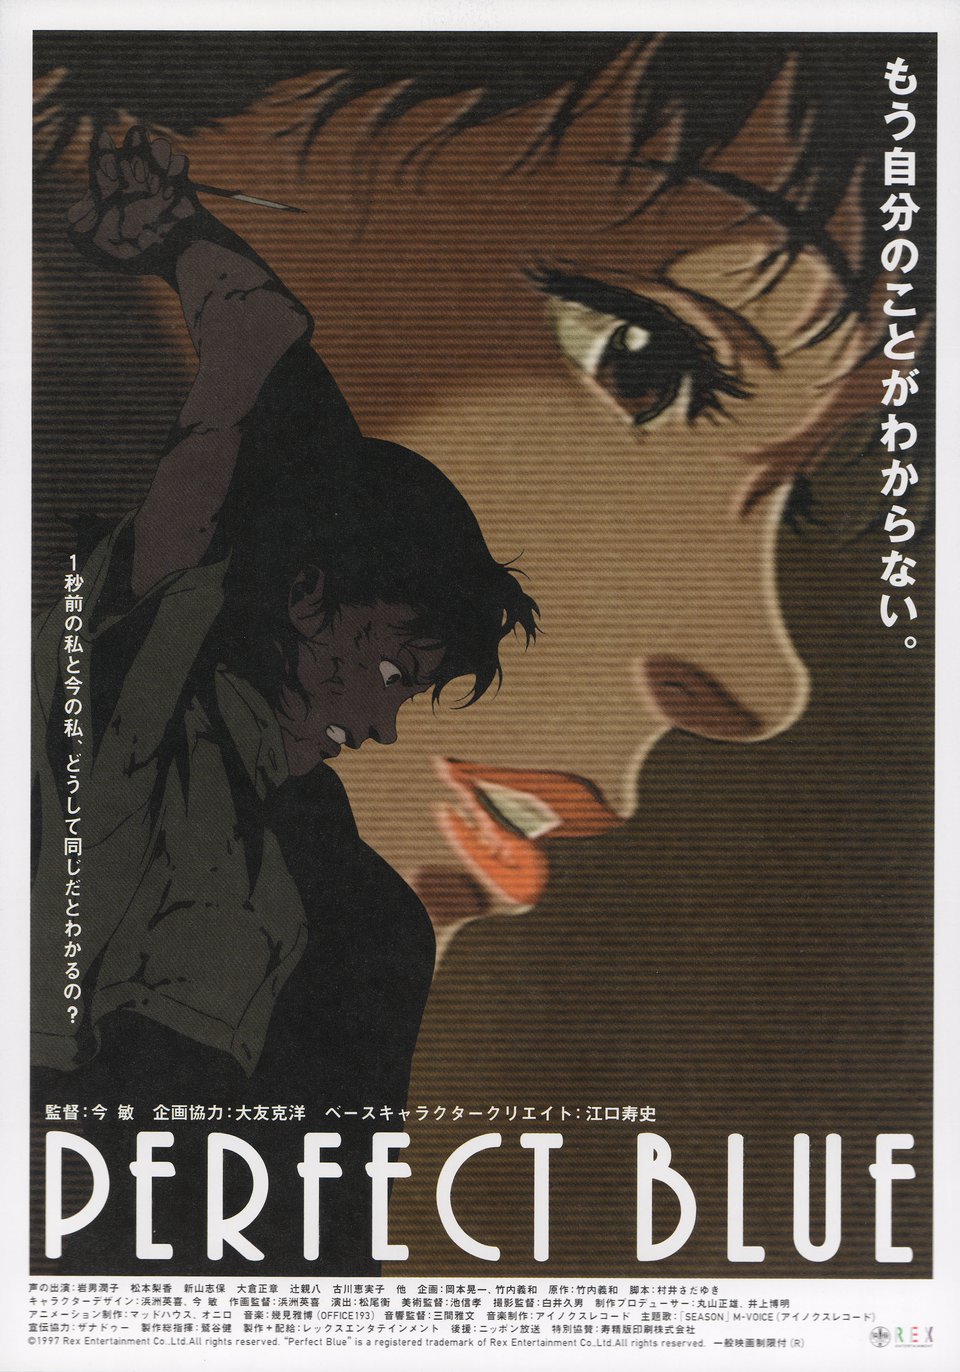 もう自分のことがわからない。
1秒前の私と今の私、どうして同じだとわかるの？
監督：今 敏　企画協力：大友克洋　ベースキャラクタークリエイト：江口寿史
PERFECT BLUE
声の出演：岩男潤子　松本梨香　新山志保　大倉正章　辻親八　古川恵実子　他　企画：岡本晃一、竹内義和　原作：竹内義和　脚本：村井さだゆき
キャラクターデザイン：浜洲英喜、今 敏　作画監督：浜洲英喜　演出：松尾衡　美術監督：池信孝　撮影監督：白井久男　制作プロデューサー：丸山正雄、井上博明
アニメーション制作：マッドハウス、オニロ　音楽：幾見雅博（OFFICE193）　音響監督：三間雅文　音楽制作：アイノクスレコード　主題歌：「SEASON」M-VOICE（アイノクスレコード）
宣伝協力：ザナドゥー　製作総指揮：鷲谷健　製作＋配給：レックスエンタテインメント　後援：ニッポン放送　特別協賛：寿精版印刷株式会社
©1997 Rex Entertainment Co.,Ltd.All rights reserved. "Perfect Blue" is a registered trademark of Rex Entertainment Co.,Ltd.All rights reserved.　一般映画制限付（R）
REX
ENTERTAINMENT